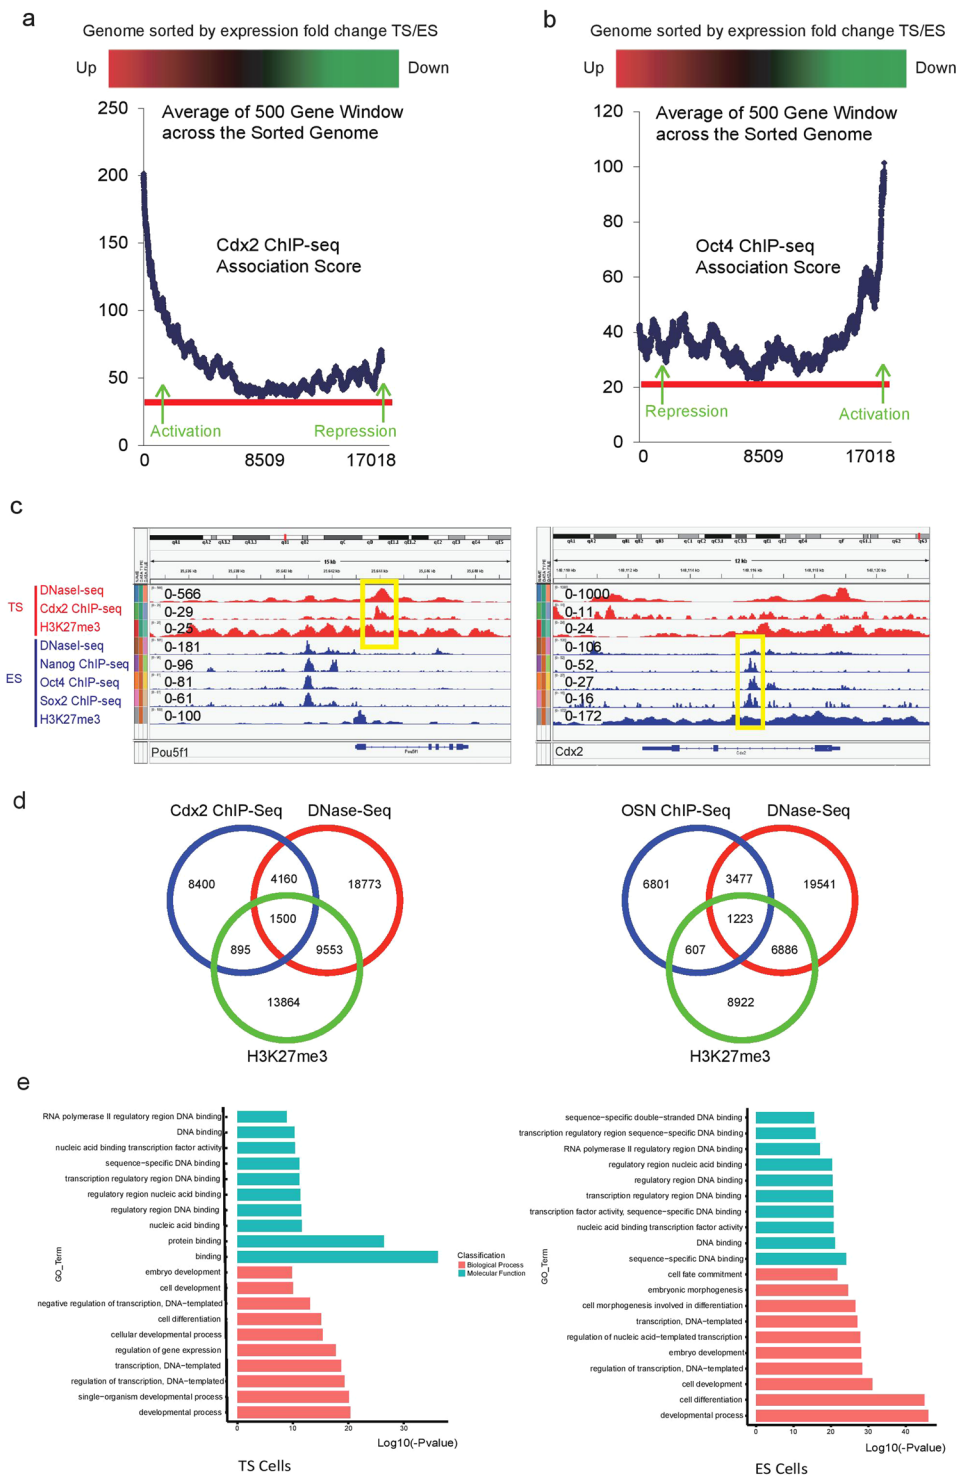 a
Genome sorted by expression fold change TS/ES
Up
Down
Average of 500 Gene Window
across the Sorted Genome
250
200
150
100
50
0
Cdx2 ChIP-seq
Association Score
Activation
Repression
0
8509
17018
b
Genome sorted by expression fold change TS/ES
Up
Down
Average of 500 Gene Window
across the Sorted Genome
120
100
80
60
40
20
0
Oct4 ChIP-seq
Association Score
Repression
Activation
0
8509
17018
c
TS
DNaseI-seq
Cdx2 ChIP-seq
H3K27me3
ES
DNaseI-seq
Nanog ChIP-seq
Oct4 ChIP-seq
Sox2 ChIP-seq
H3K27me3
15 kb
0-566
0-29
0-25
0-181
0-96
0-81
0-61
0-100
Pou5f1
Pou5f1
12 kb
0-1000
0-11
0-24
0-106
0-52
0-27
0-16
0-172
Cdx2
Cdx2
d
Cdx2 ChIP-Seq
DNase-Seq
8400
4160
18773
1500
895
9553
13864
H3K27me3
OSN ChIP-Seq
DNase-Seq
6801
3477
19541
1223
607
6886
8922
H3K27me3
e
GO_Term
RNA polymerase II regulatory region DNA binding
DNA binding
nucleic acid binding transcription factor activity
sequence-specific DNA binding
transcription regulatory region DNA binding
regulatory region nucleic acid binding
regulatory region DNA binding
nucleic acid binding
protein binding
binding
embryo development
cell development
negative regulation of transcription, DNA-templated
cell differentiation
cellular developmental process
regulation of gene expression
transcription, DNA-templated
regulation of transcription, DNA-templated
single-organism developmental process
developmental process
0
10
20
30
Log10(-Pvalue)
TS Cells
Classification
Biological Process
Molecular Function
GO_Term
sequence-specific double-stranded DNA binding
transcription regulatory region sequence-specific DNA binding
RNA polymerase II regulatory region DNA binding
regulatory region nucleic acid binding
regulatory region DNA binding
transcription regulatory region DNA binding
transcription factor activity, sequence-specific DNA binding
nucleic acid binding transcription factor activity
DNA binding
sequence-specific DNA binding
cell fate commitment
embryonic morphogenesis
cell morphogenesis involved in differentiation
transcription, DNA-templated
regulation of nucleic acid-templated transcription
embryo development
regulation of transcription, DNA-templated
cell development
cell differentiation
developmental process
0
10
20
30
40
Log10(-Pvalue)
ES Cells